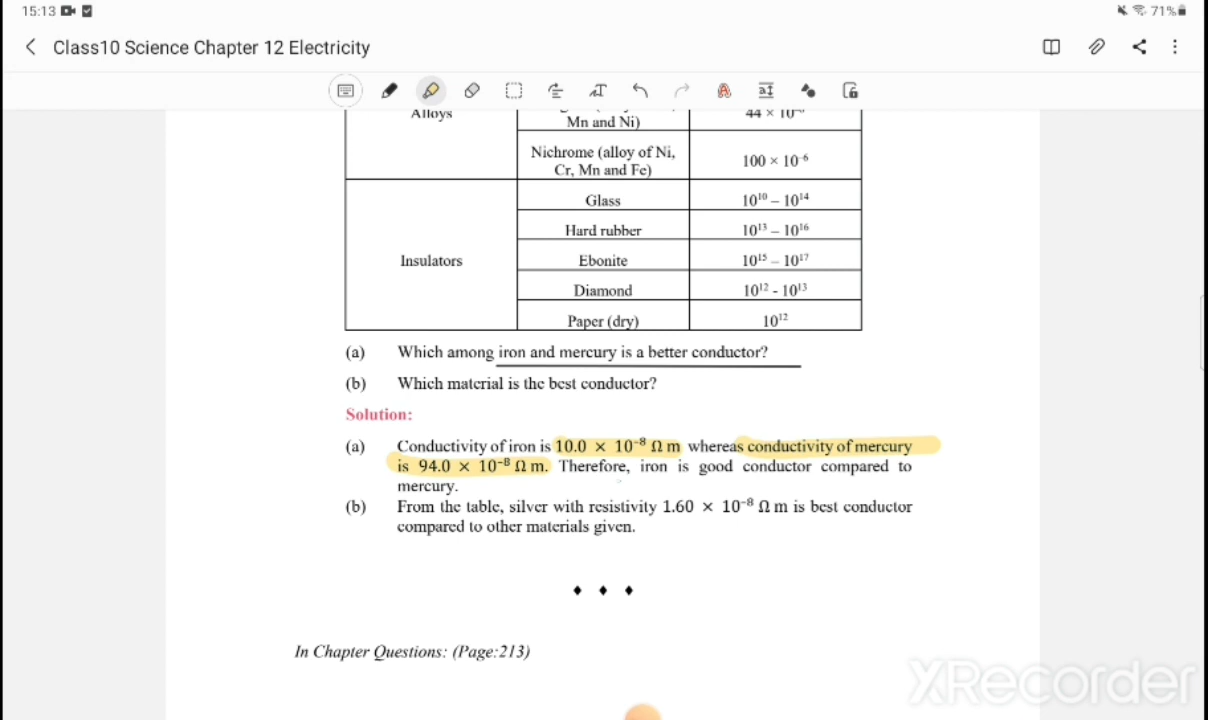 15:13 71%
Class10 Science Chapter 12 Electricity
Alloys Mn and Ni) 44 × 10⁻⁶
Nichrome (alloy of Ni, Cr, Mn and Fe) 100 × 10⁻⁶
Insulators
Glass 10¹⁰ – 10¹⁴
Hard rubber 10¹³ – 10¹⁶
Ebonite 10¹⁵ – 10¹⁷
Diamond 10¹² - 10¹³
Paper (dry) 10¹²
(a) Which among iron and mercury is a better conductor?
(b) Which material is the best conductor?
Solution:
(a) Conductivity of iron is 10.0 × 10⁻⁸ Ω m whereas conductivity of mercury
is 94.0 × 10⁻⁸ Ω m. Therefore, iron is good conductor compared to
mercury.
(b) From the table, silver with resistivity 1.60 × 10⁻⁸ Ω m is best conductor
compared to other materials given.
In Chapter Questions: (Page:213)
XRecorder